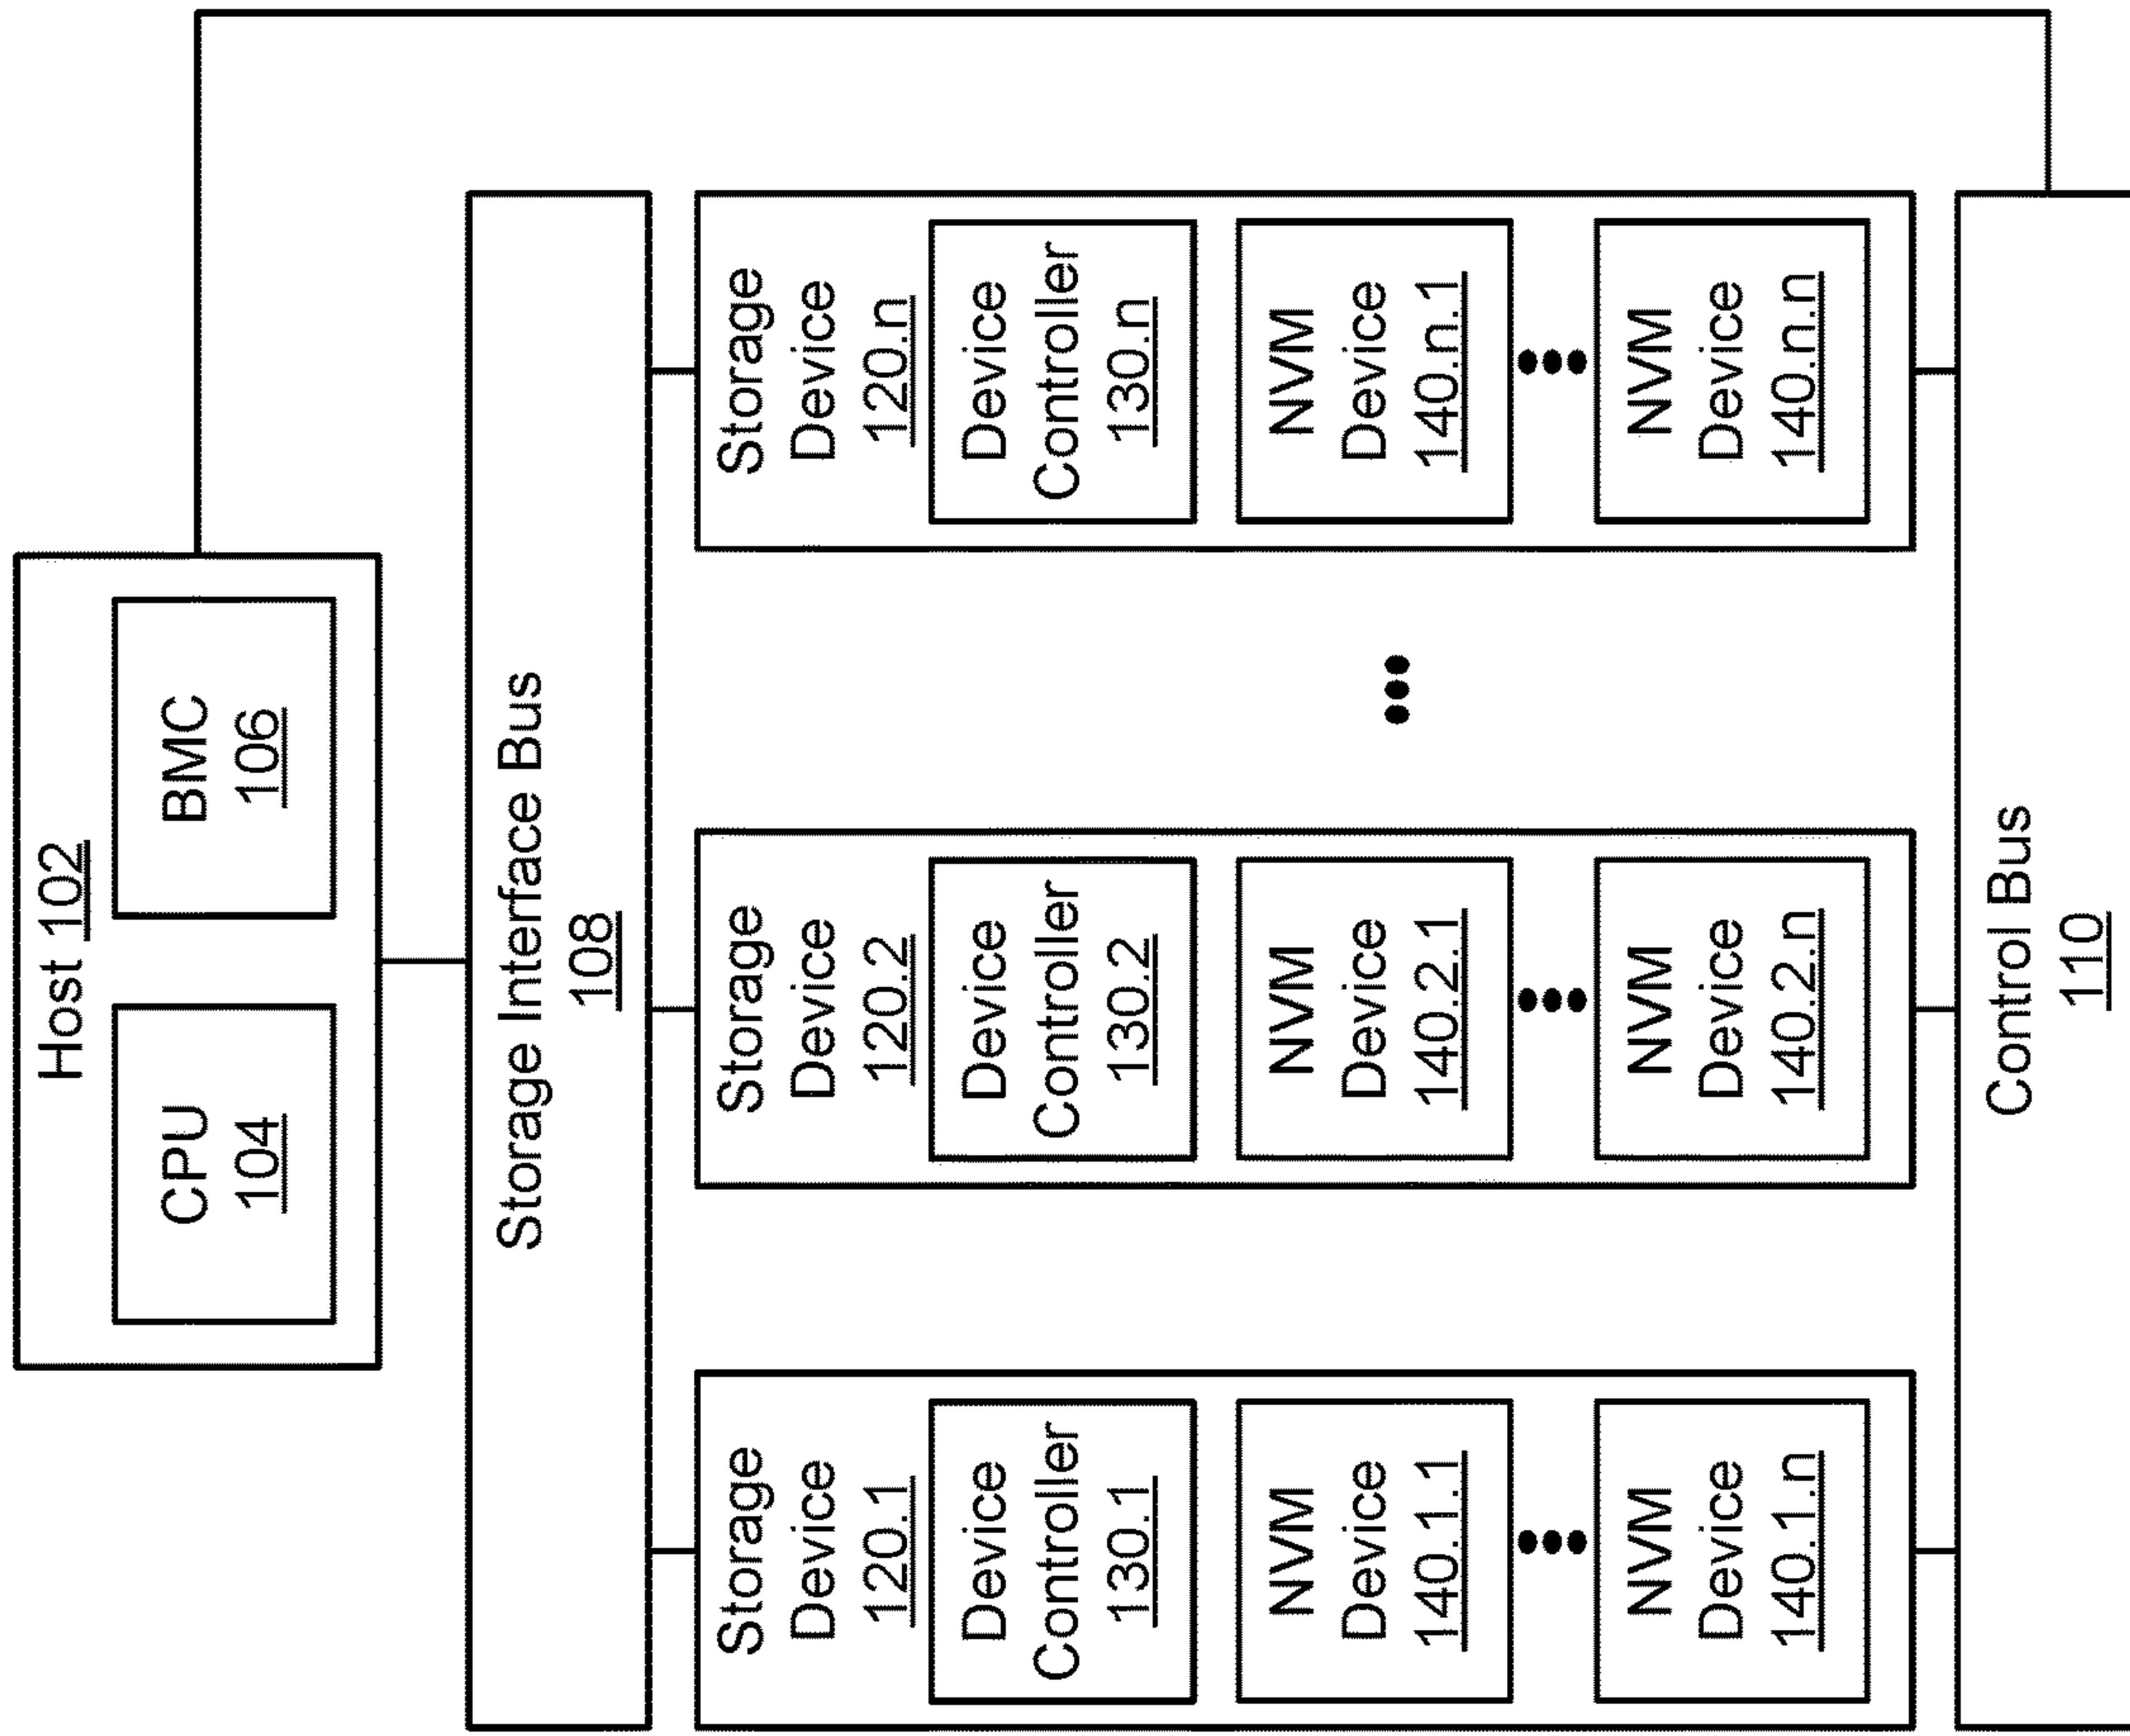 Host 102
CPU
104
BMC
106
Storage Interface Bus
108
Storage
Device
120.1
Device
Controller
130.1
NVM
Device
140.1.1
NVM
Device
140.1.n
Storage
Device
120.2
Device
Controller
130.2
NVM
Device
140.2.1
NVM
Device
140.2.n
Storage
Device
120.n
Device
Controller
130.n
NVM
Device
140.n.1
NVM
Device
140.n.n
Control Bus
110